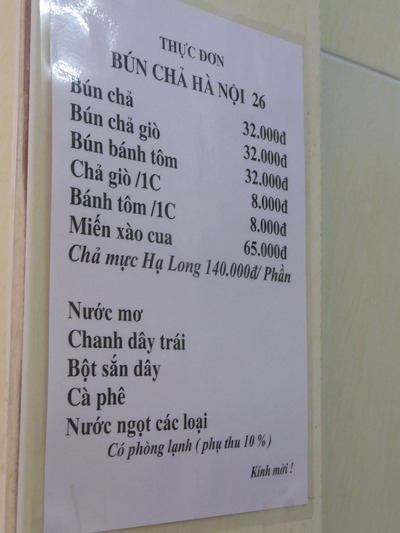 THỰC ĐƠN
BÚN CHẢ HÀ NỘI 26
Bún chả 32.000đ
Bún chả giò 32.000đ
Bún bánh tôm 32.000đ
Chả giò /1C 8.000đ
Bánh tôm /1C 8.000đ
Miến xào cua 65.000đ
Chả mực Hạ Long 140.000đ/ Phần
Nước mơ
Chanh dây trái
Bột sắn dây
Cà phê
Nước ngọt các loại
Có phòng lạnh ( phụ thu 10 % )
Kính mời !